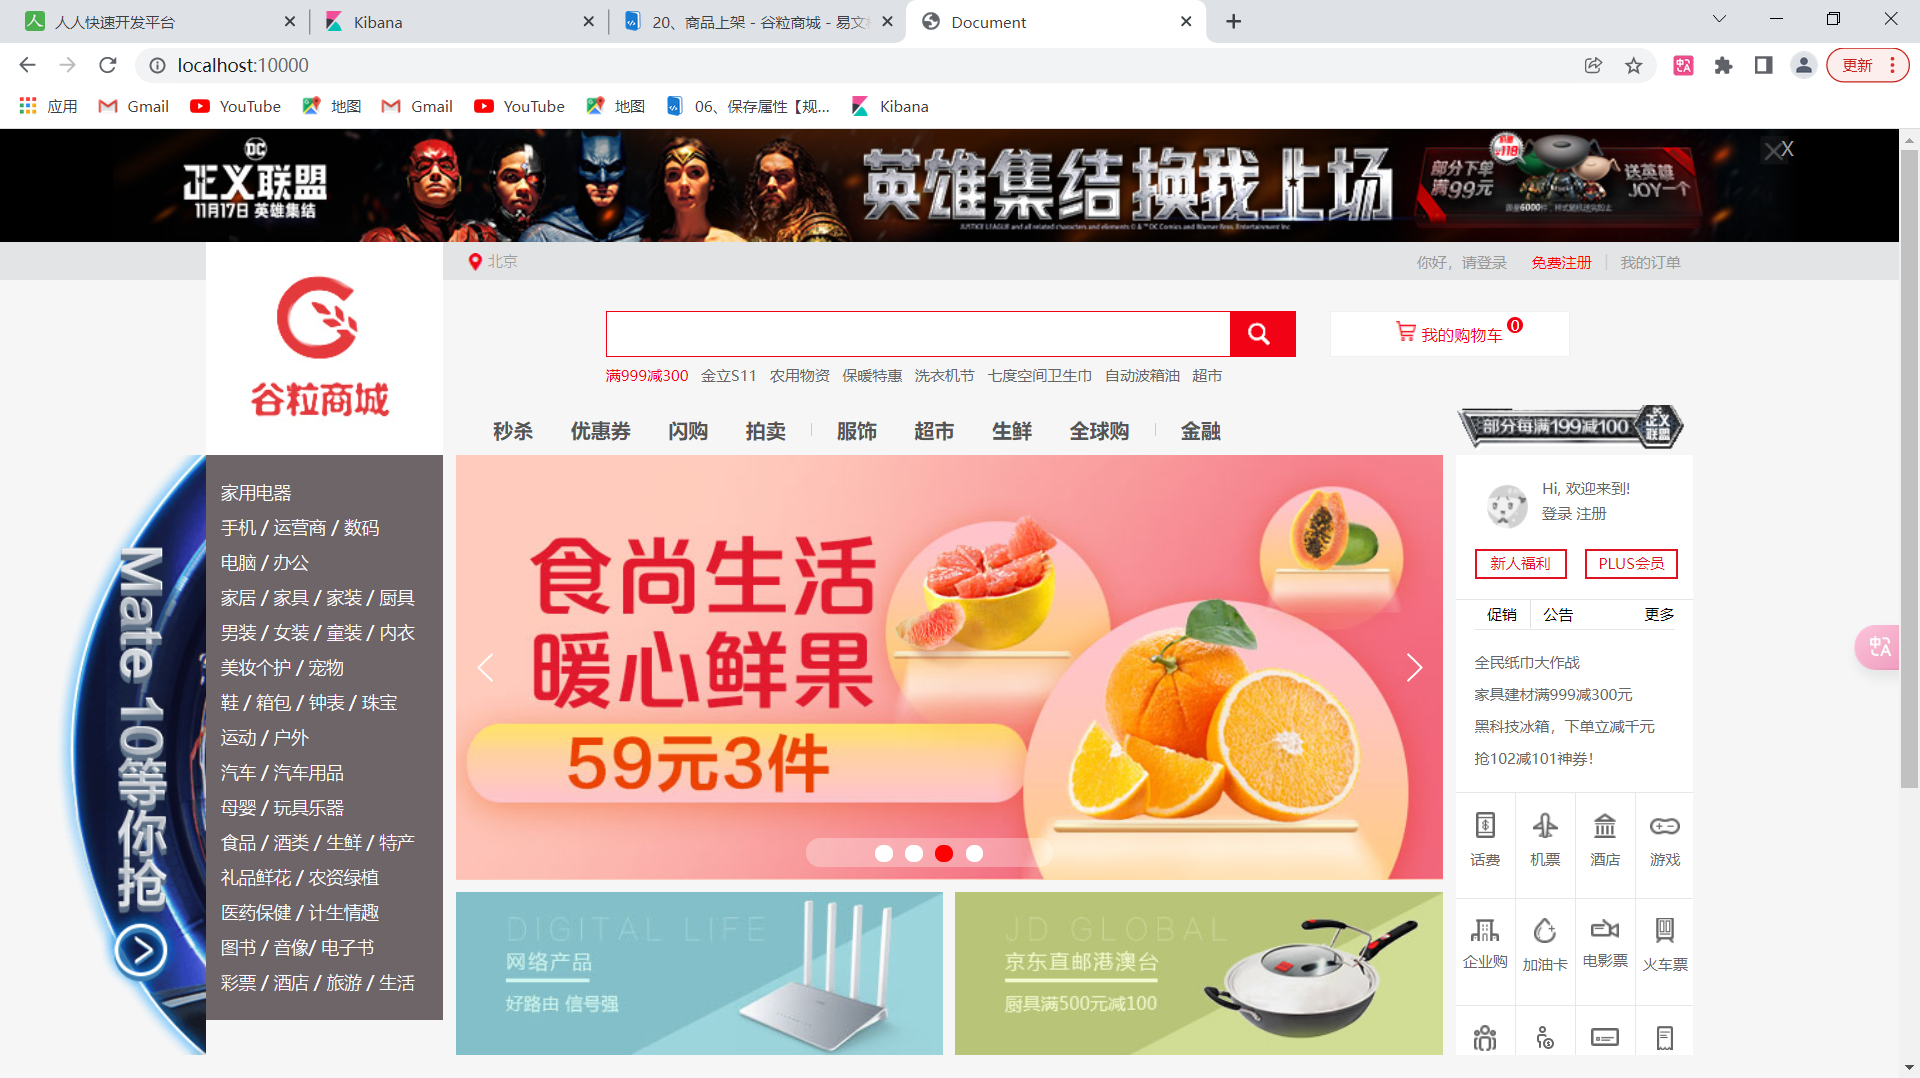 人人快速开发平台
Kibana
20、商品上架 - 谷粒商城 - 易文
Document
localhost:10000
更新
应用
Gmail
YouTube
地图
Gmail
YouTube
地图
06、保存属性【规...
Kibana
DC
正义联盟
11月17日 英雄集结
英雄集结 换我上场
JUSTICE LEAGUE and all related characters and elements © & ™ DC Comics and Warner Bros. Entertainment Inc
部分下单
满99元
送英雄
JOY一个
X
北京
你好，请登录
免费注册
我的订单
谷粒商城
我的购物车 0
满999减300 金立S11 农用物资 保暖特惠 洗衣机节 七度空间卫生巾 自动波箱油 超市
秒杀 优惠券 闪购 拍卖 服饰 超市 生鲜 全球购 金融
部分每满199减100
DC
正义
联盟
Mate 10等你抢
家用电器
手机 / 运营商 / 数码
电脑 / 办公
家居 / 家具 / 家装 / 厨具
男装 / 女装 / 童装 / 内衣
美妆个护 / 宠物
鞋 / 箱包 / 钟表 / 珠宝
运动 / 户外
汽车 / 汽车用品
母婴 / 玩具乐器
食品 / 酒类 / 生鲜 / 特产
礼品鲜花 / 农资绿植
医药保健 / 计生情趣
图书 / 音像/ 电子书
彩票 / 酒店 / 旅游 / 生活
食尚生活
暖心鲜果
59元3件
DIGITAL LIFE
网络产品
好路由 信号强
JD GLOBAL
京东直邮港澳台
厨具满500元减100
Hi, 欢迎来到!
登录 注册
新人福利
PLUS会员
促销
公告
更多
全民纸巾大作战
家具建材满999减300元
黑科技冰箱，下单立减千元
抢102减101神券！
话费 机票 酒店 游戏
企业购 加油卡 电影票 火车票
中A